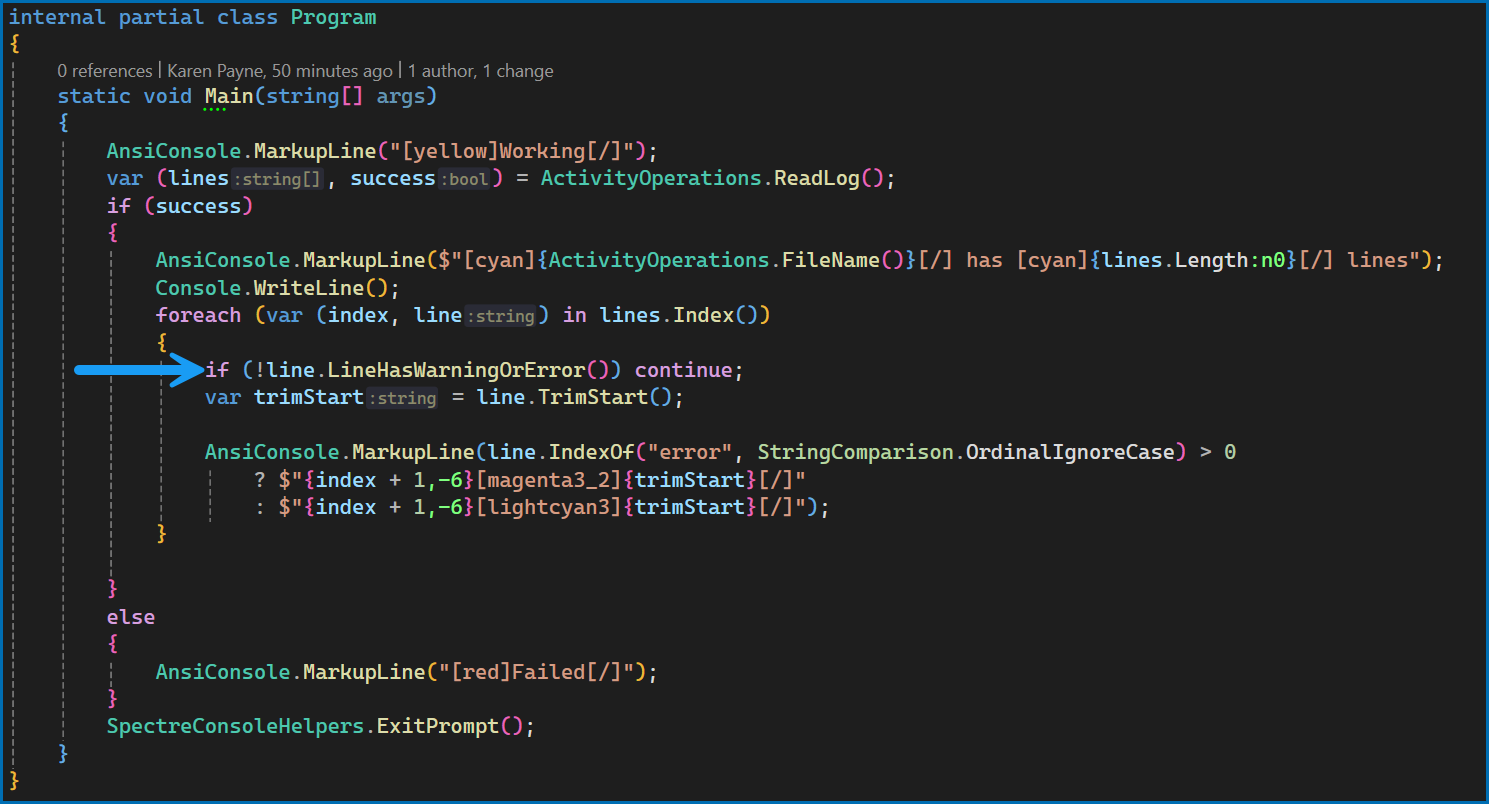 internal partial class Program
{
0 references | Karen Payne, 50 minutes ago | 1 author, 1 change
static void Main(string[] args)
{
AnsiConsole.MarkupLine("[yellow]Working[/]");
var (lines:string[], success:bool) = ActivityOperations.ReadLog();
if (success)
{
AnsiConsole.MarkupLine($"[cyan]{ActivityOperations.FileName()}[/] has [cyan]{lines.Length:n0}[/] lines");
Console.WriteLine();
foreach (var (index, line:string) in lines.Index())
{
if (!line.LineHasWarningOrError()) continue;
var trimStart:string = line.TrimStart();
AnsiConsole.MarkupLine(line.IndexOf("error", StringComparison.OrdinalIgnoreCase) > 0
? $"{index + 1,-6}[magenta3_2]{trimStart}[/]"
: $"{index + 1,-6}[lightcyan3]{trimStart}[/]");
}
}
else
{
AnsiConsole.MarkupLine("[red]Failed[/]");
}
SpectreConsoleHelpers.ExitPrompt();
}
}